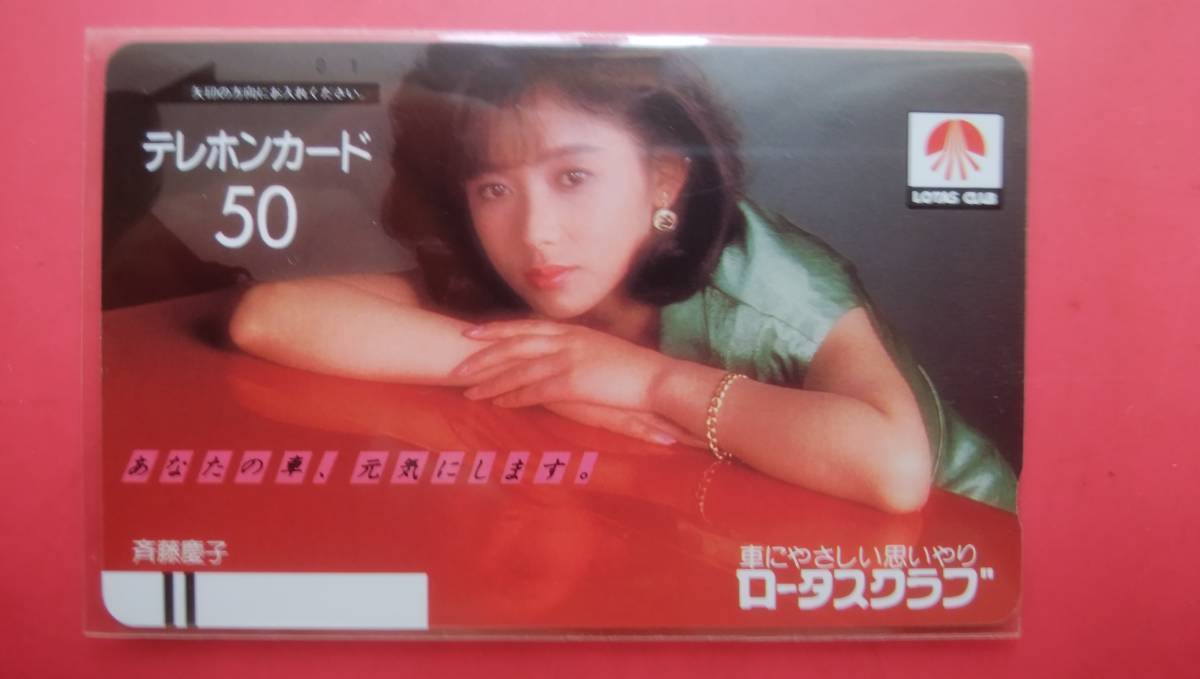 矢印の方向にお入れください。
テレホンカード
50
LOTAS CLUB
あなたの車、元気にします。
斉藤慶子
車にやさしい思いやり
ロータスクラブ